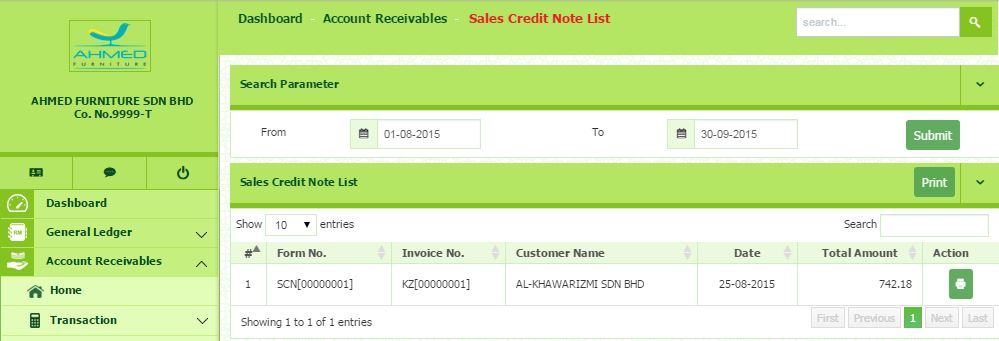 Dashboard - Account Receivables - Sales Credit Note List
search...
AHMED
FURNITURE
AHMED FURNITURE SDN BHD
Co. No.9999-T
Search Parameter
From 01-08-2015 To 30-09-2015 Submit
Sales Credit Note List Print
Show 10 entries Search
# Form No. Invoice No. Customer Name Date Total Amount Action
1 SCN[00000001] KZ[00000001] AL-KHAWARIZMI SDN BHD 25-08-2015 742.18
Showing 1 to 1 of 1 entries
First Previous 1 Next Last
Dashboard
RM
General Ledger
Account Receivables
Home
Transaction